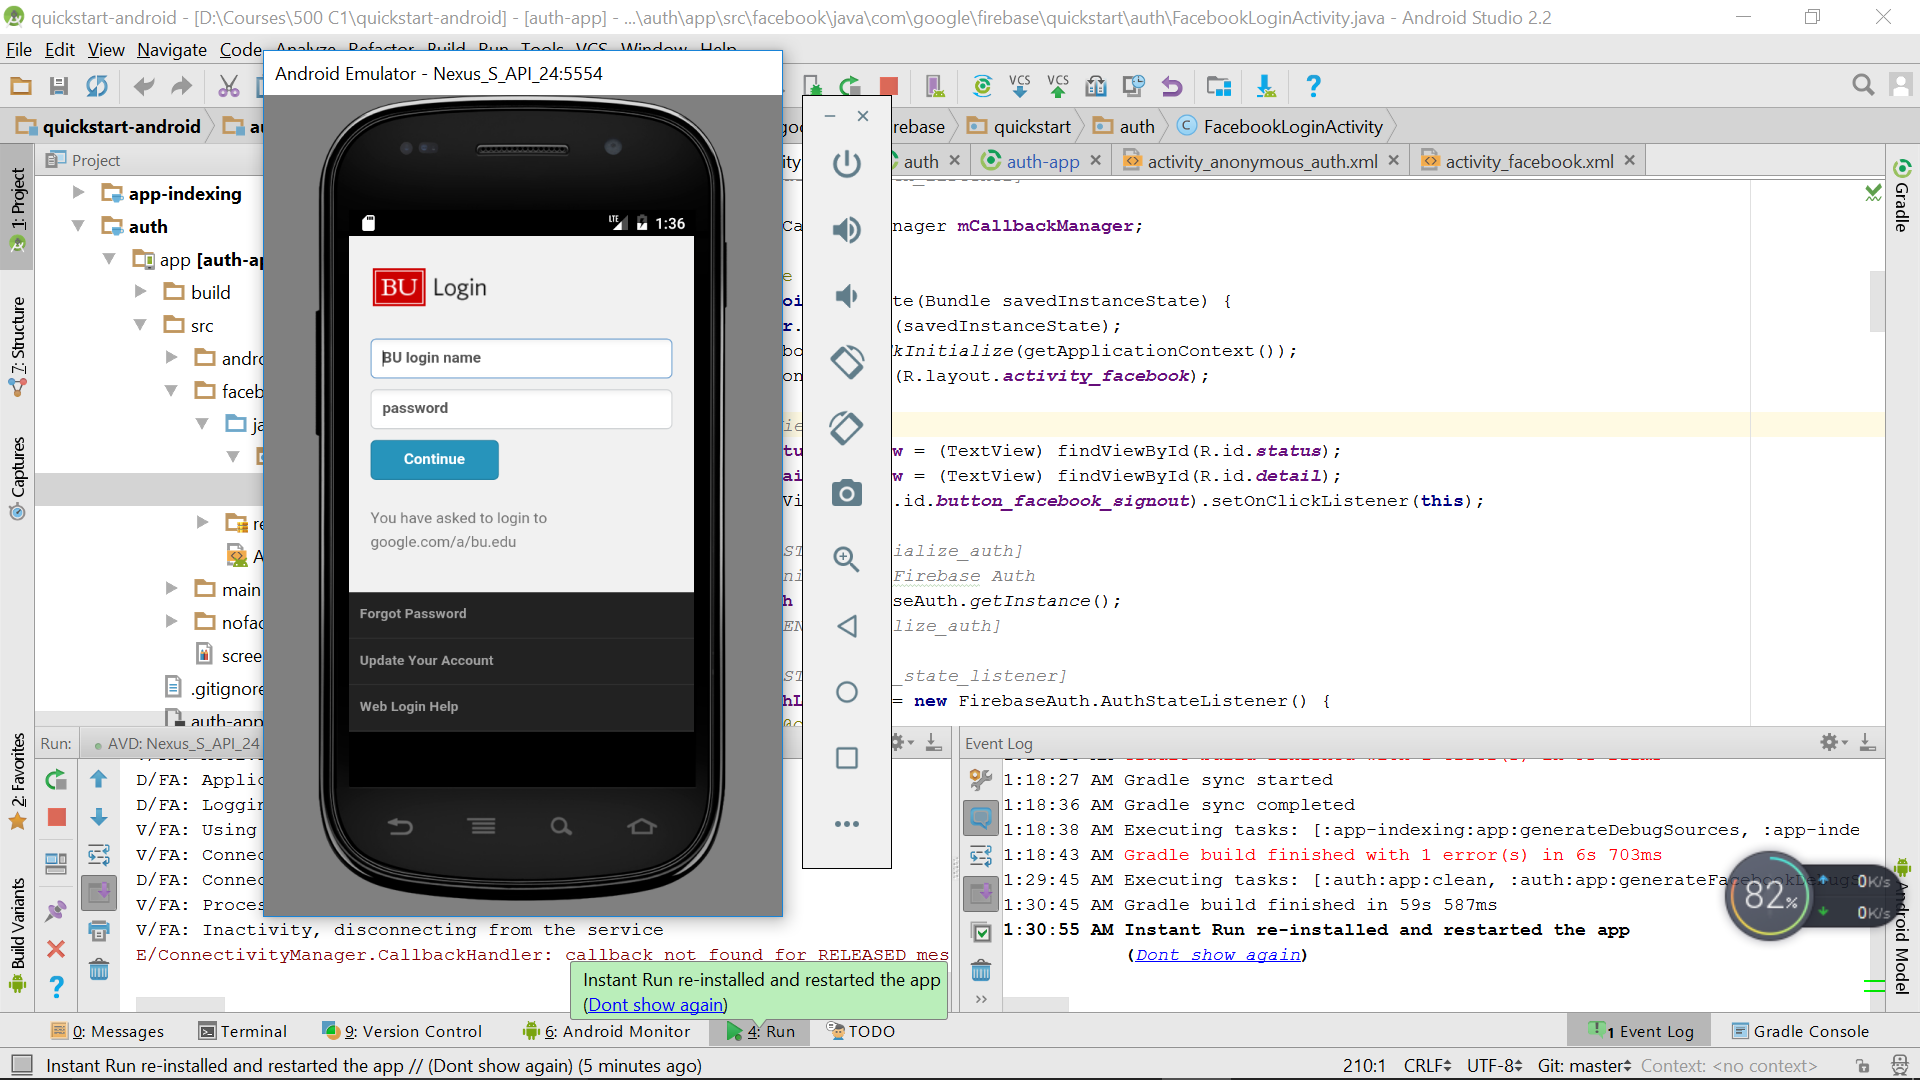 quickstart-android - [D:\Courses\500 C1\quickstart-android] - [auth-app] - ...\auth\app\src\facebook\java\com\google\firebase\quickstart\auth\FacebookLoginActivity.java - Android Studio 2.2
File Edit View Navigate Code Analyze Refactor Build Run Tools VCS Window Help
Android Emulator - Nexus_S_API_24:5554
VCS VCS
quickstart-android
rebase quickstart auth FacebookLoginActivity
Project
auth auth-app activity_anonymous_auth.xml activity_facebook.xml
1: Project
7: Structure
Captures
2: Favorites
Build Variants
Gradle
Android Model
app-indexing
auth
app [auth-ap
build
src
andro
faceb
ja
re
A
main
nofac
scree
.gitignore
auth-app
LTE 1:36
BU Login
BU login name
password
Continue
You have asked to login to
google.com/a/bu.edu
Forgot Password
Update Your Account
Web Login Help
nager mCallbackManager;
te(Bundle savedInstanceState) {
(savedInstanceState);
kInitialize(getApplicationContext());
(R.layout.activity_facebook);
w = (TextView) findViewById(R.id.status);
w = (TextView) findViewById(R.id.detail);
.id.button_facebook_signout).setOnClickListener(this);
ialize_auth]
Firebase Auth
seAuth.getInstance();
lize_auth]
_state_listener]
= new FirebaseAuth.AuthStateListener() {
Run: AVD: Nexus_S_API_24
D/FA: Applic
D/FA: Loggin
V/FA: Using
V/FA: Connec
D/FA: Connec
V/FA: Proces
V/FA: Inactivity, disconnecting from the service
E/ConnectivityManager.CallbackHandler: callback not found for RELEASED mes
Instant Run re-installed and restarted the app
(Dont show again)
Event Log
1:18:27 AM Gradle sync started
1:18:36 AM Gradle sync completed
1:18:38 AM Executing tasks: [:app-indexing:app:generateDebugSources, :app-inde
1:18:43 AM Gradle build finished with 1 error(s) in 6s 703ms
1:29:45 AM Executing tasks: [:auth:app:clean, :auth:app:generateFacebookDebugS
1:30:45 AM Gradle build finished in 59s 587ms
1:30:55 AM Instant Run re-installed and restarted the app
(Dont show again)
82%
0K/s
0K/s
0: Messages Terminal 9: Version Control 6: Android Monitor 4: Run TODO 1 Event Log Gradle Console
Instant Run re-installed and restarted the app // (Dont show again) (5 minutes ago) 210:1 CRLF UTF-8 Git: master Context: <no context>